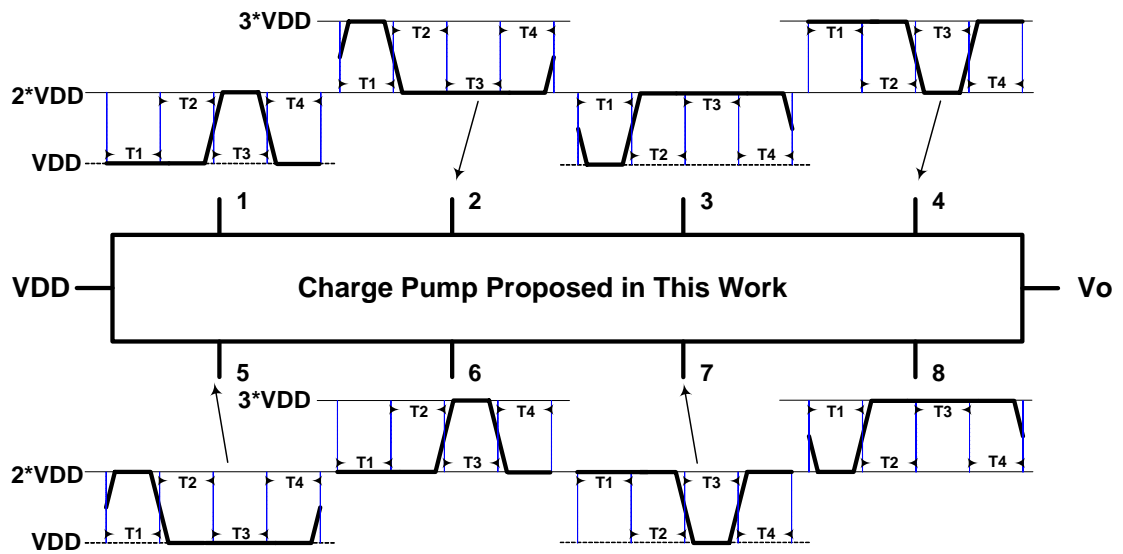 3*VDD
T2 T4
T1 T3
T1 T3
T2 T4
2*VDD
T2 T4
T1 T3
T1 T3
T2 T4
VDD
1 2 3 4
VDD Charge Pump Proposed in This Work Vo
5 6 7 8
3*VDD
T2 T4
T1 T3
T1 T3
T2 T4
2*VDD
T2 T4
T1 T3
T1 T3
T2 T4
VDD